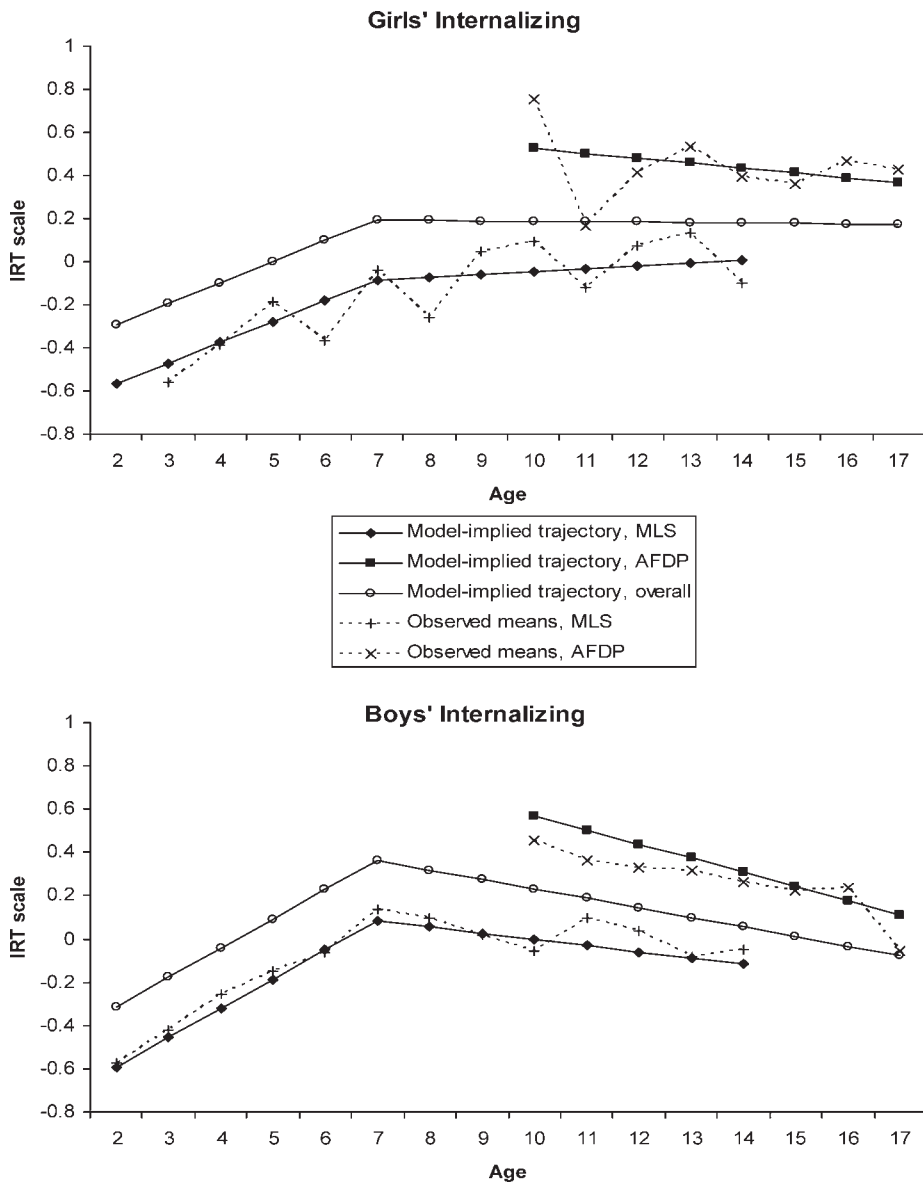 Girls' Internalizing
1
0.8
0.6
0.4
0.2
0
-0.2
-0.4
-0.6
-0.8
IRT scale
2 3 4 5 6 7 8 9 10 11 12 13 14 15 16 17
Age
Model-implied trajectory, MLS
Model-implied trajectory, AFDP
Model-implied trajectory, overall
Observed means, MLS
Observed means, AFDP
Boys' Internalizing
1
0.8
0.6
0.4
0.2
0
-0.2
-0.4
-0.6
-0.8
IRT scale
2 3 4 5 6 7 8 9 10 11 12 13 14 15 16 17
Age